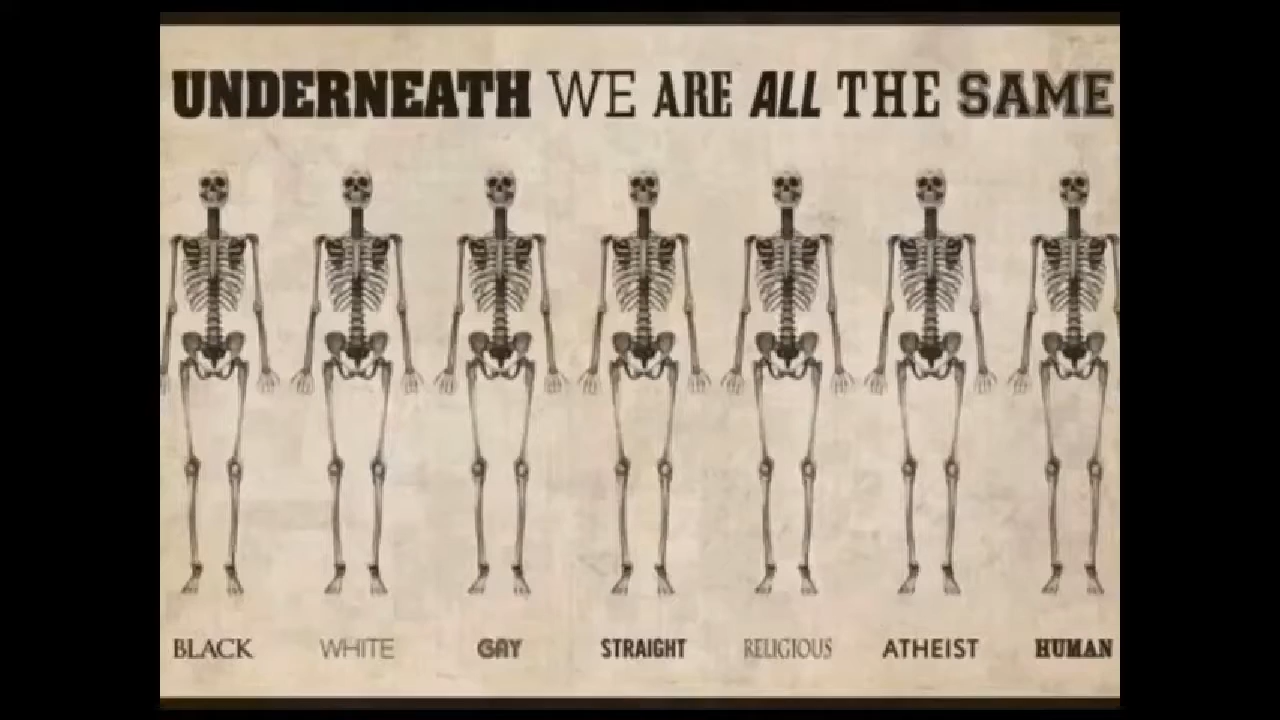 UNDERNEATH WE ARE ALL THE SAME
BLACK WHITE GAY STRAIGHT RELIGIOUS ATHEIST HUMAN